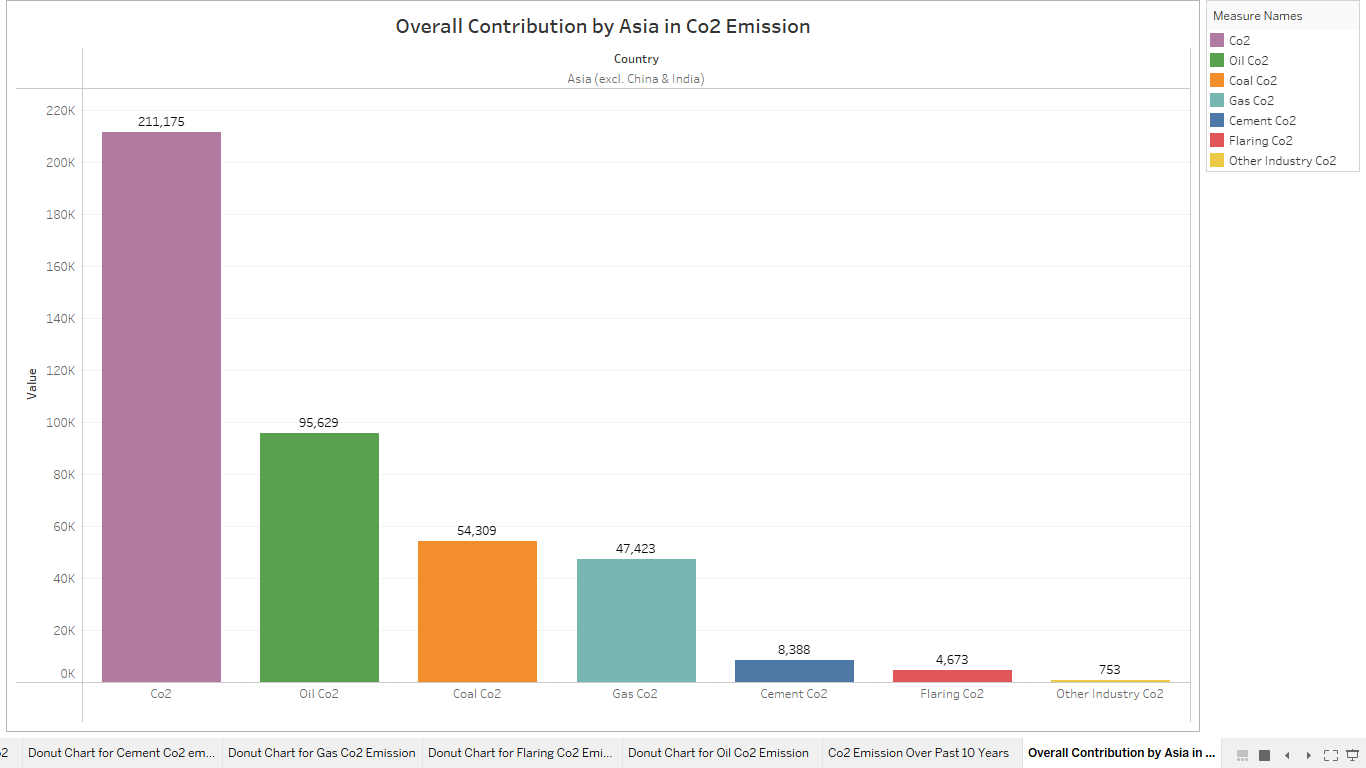 Overall Contribution by Asia in Co2 Emission
Country
Asia (excl. China & India)
220K
200K
180K
160K
140K
120K
100K
80K
60K
40K
20K
0K
Value
211,175
95,629
54,309
47,423
8,388
4,673
753
Co2
Oil Co2
Coal Co2
Gas Co2
Cement Co2
Flaring Co2
Other Industry Co2
Measure Names
Co2
Oil Co2
Coal Co2
Gas Co2
Cement Co2
Flaring Co2
Other Industry Co2
Donut Chart for Cement Co2 em...
Donut Chart for Gas Co2 Emission
Donut Chart for Flaring Co2 Emi...
Donut Chart for Oil Co2 Emission
Co2 Emission Over Past 10 Years
Overall Contribution by Asia in ...